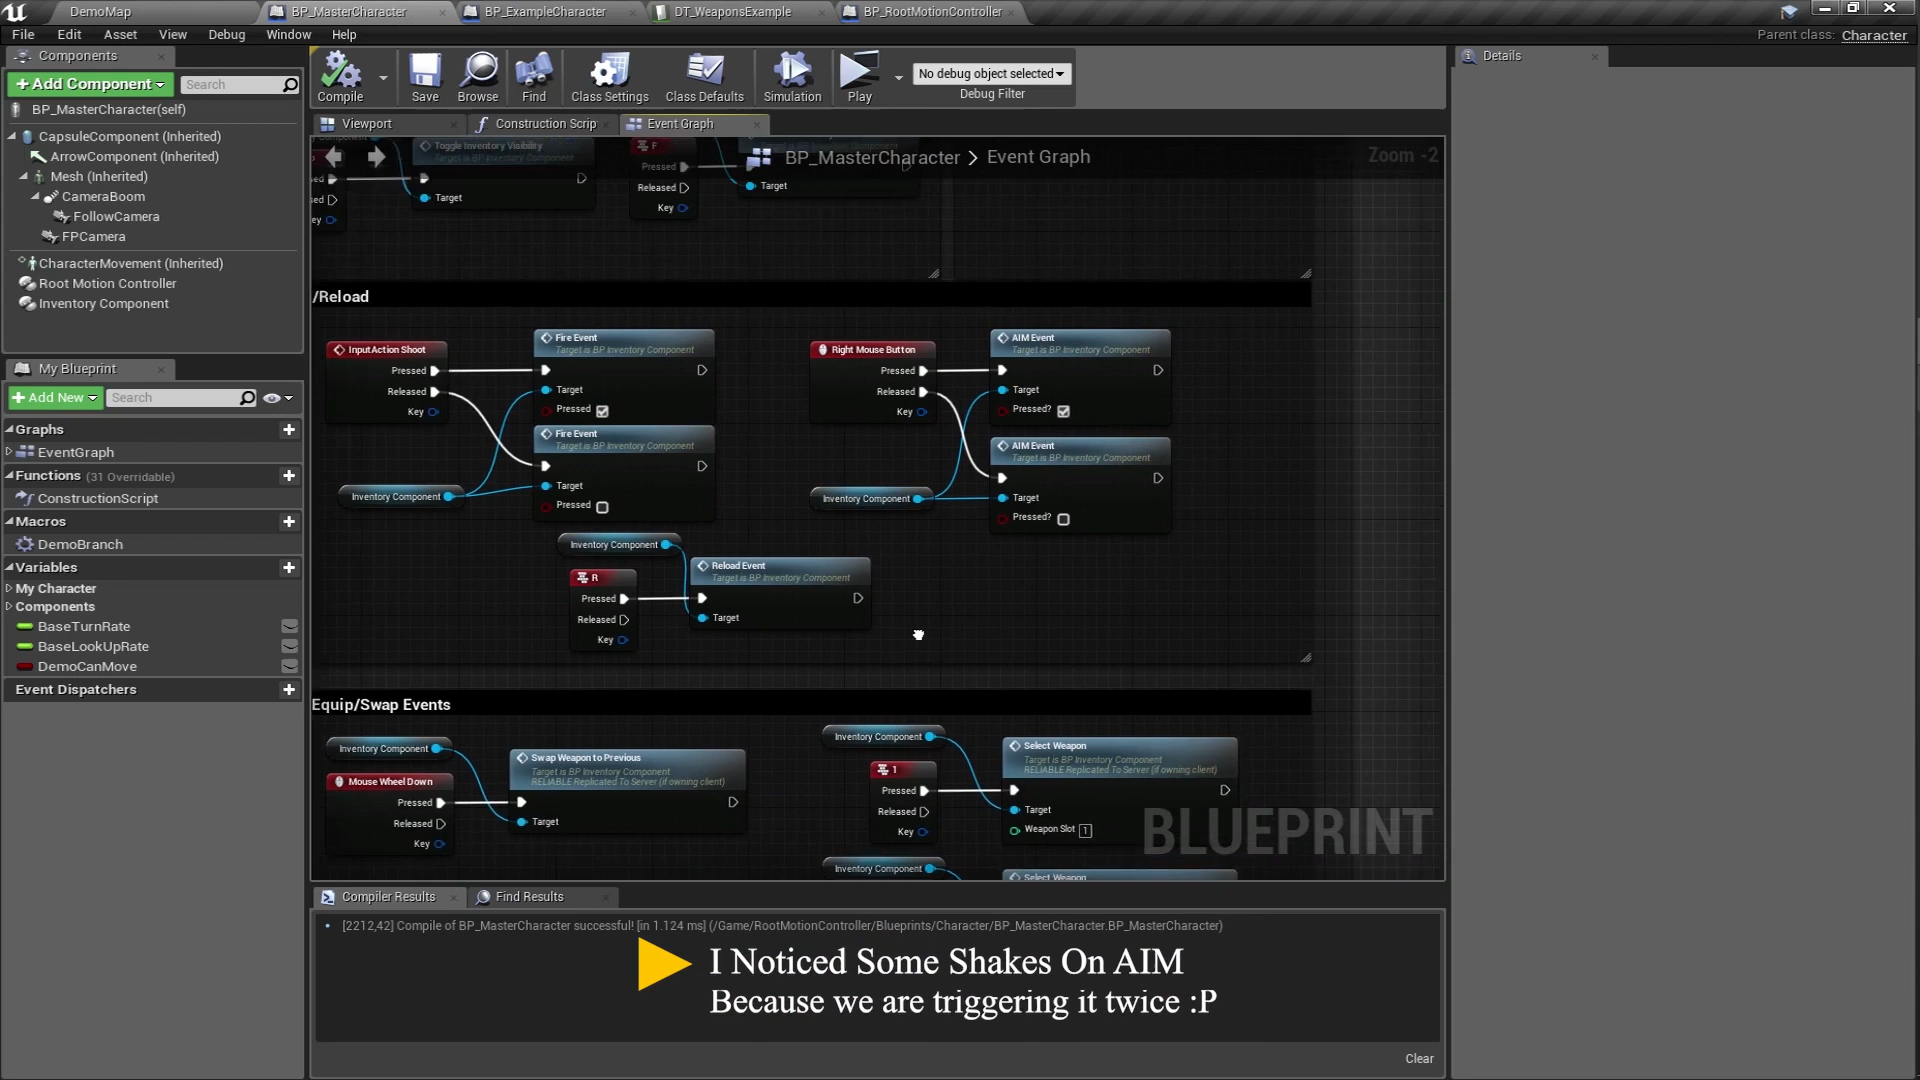 DemoMap
BP_MasterCharacter
BP_ExampleCharacter
DT_WeaponsExample
BP_RootMotionController
File
Edit
Asset
View
Debug
Window
Help
Parent class: Character
Components
+Add Component
Search
BP_MasterCharacter(self)
CapsuleComponent (Inherited)
ArrowComponent (Inherited)
Mesh (Inherited)
CameraBoom
FollowCamera
FPCamera
CharacterMovement (Inherited)
Root Motion Controller
Inventory Component
My Blueprint
+Add New
Search
Graphs
EventGraph
Functions (31 Overridable)
ConstructionScript
Macros
DemoBranch
Variables
My Character
Components
BaseTurnRate
BaseLookUpRate
DemoCanMove
Event Dispatchers
Compile
Save
Browse
Find
Class Settings
Class Defaults
Simulation
Play
No debug object selected
Debug Filter
Viewport
Construction Scrip
Event Graph
BP_MasterCharacter > Event Graph
Zoom -2
Toggle Inventory Visibility
Target is BP Inventory Component
Target
F
Pressed
Released
Key
Target
/Reload
InputAction Shoot
Pressed
Released
Key
Fire Event
Target is BP Inventory Component
Target
Pressed
Fire Event
Target is BP Inventory Component
Target
Pressed
Inventory Component
Right Mouse Button
Pressed
Released
Key
AIM Event
Target is BP Inventory Component
Target
Pressed?
AIM Event
Target is BP Inventory Component
Target
Pressed?
Inventory Component
Inventory Component
R
Pressed
Released
Key
Reload Event
Target is BP Inventory Component
Target
Equip/Swap Events
Inventory Component
Mouse Wheel Down
Pressed
Released
Key
Swap Weapon to Previous
Target is BP Inventory Component
RELIABLE Replicated To Server (if owning client)
Target
Inventory Component
1
Pressed
Released
Key
Select Weapon
Target is BP Inventory Component
RELIABLE Replicated To Server (if owning client)
Target
Weapon Slot 1
Inventory Component
Select Weapon
BLUEPRINT
Compiler Results
Find Results
[2212,42] Compile of BP_MasterCharacter successful! [in 1.124 ms] (/Game/RootMotionController/Blueprints/Character/BP_MasterCharacter.BP_MasterCharacter)
I Noticed Some Shakes On AIM
Because we are triggering it twice :P
Clear
Details